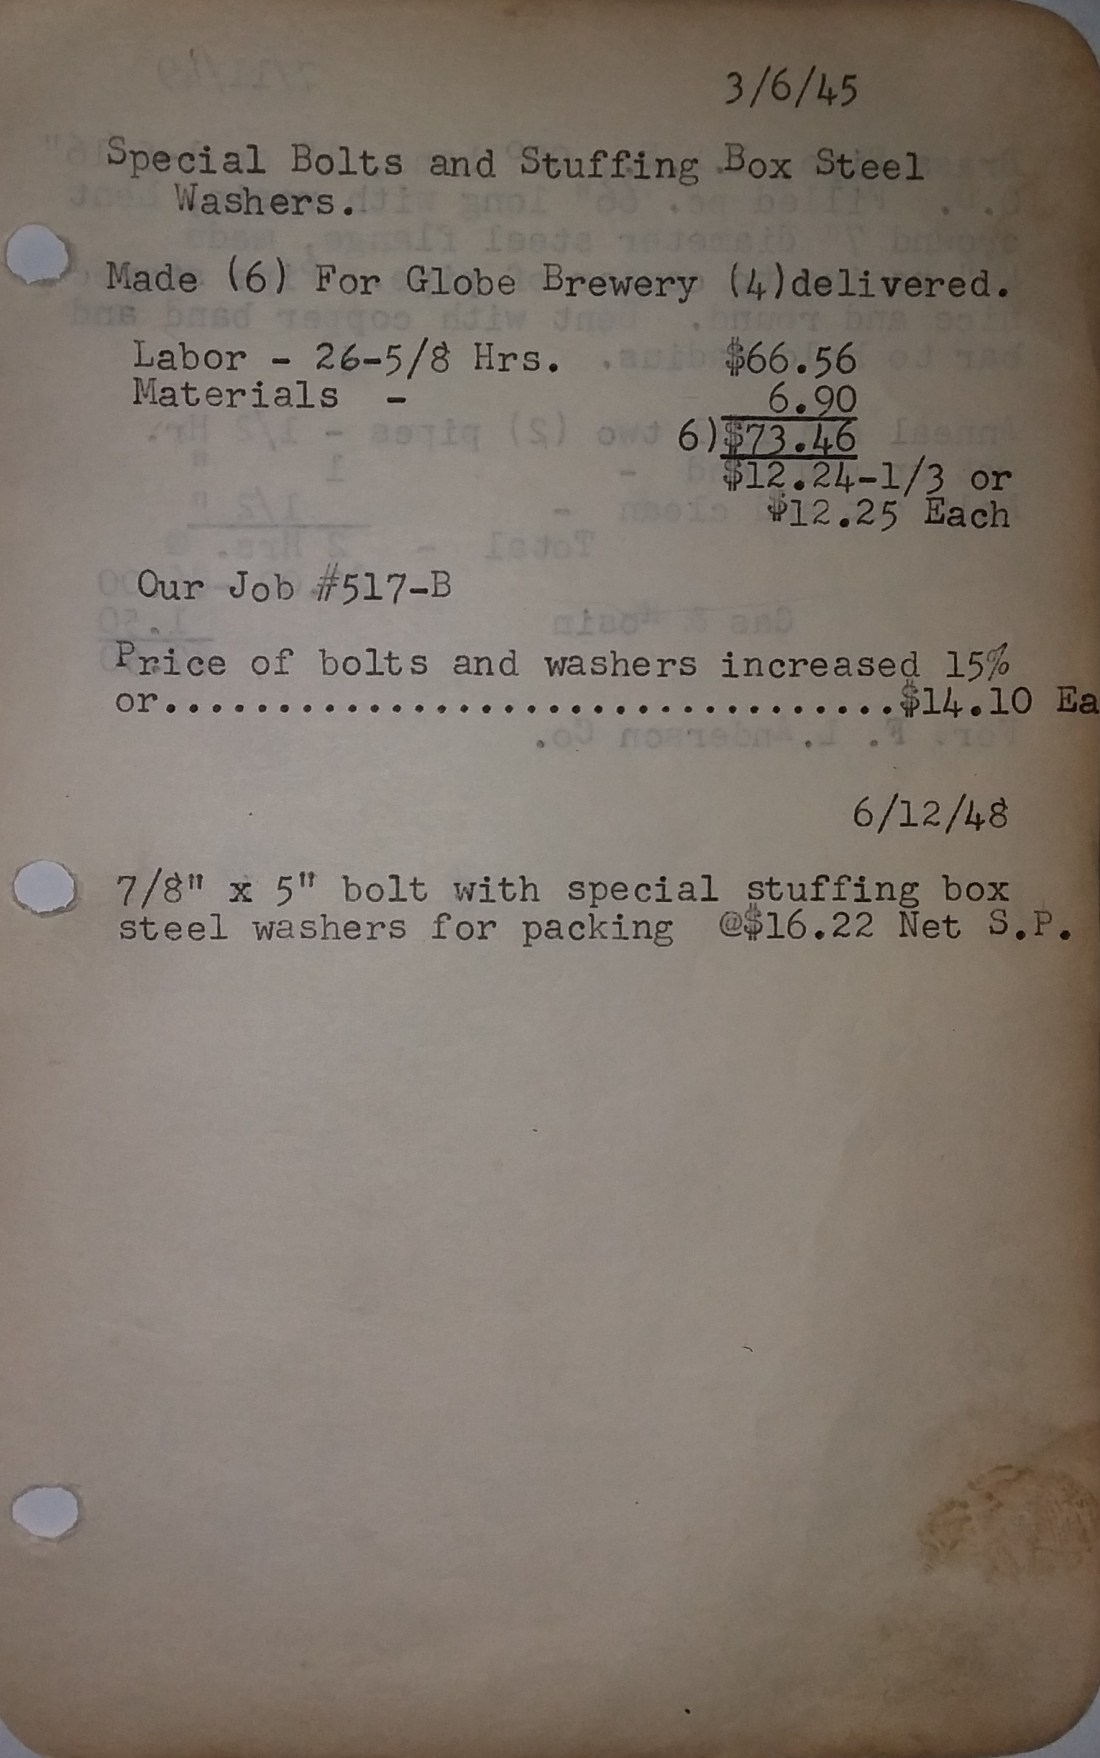 3/6/45
Special Bolts and Stuffing Box Steel
Washers.
Made (6) For Globe Brewery (4)delivered.
Labor - 26-5/8 Hrs. $66.56
Materials - 6.90
6)$73.46
$12.24-1/3 or
$12.25 Each
Our Job #517-B
Price of bolts and washers increased 15%
or.................................$14.10 Ea
6/12/48
7/8" x 5" bolt with special stuffing box
steel washers for packing @$16.22 Net S.P.